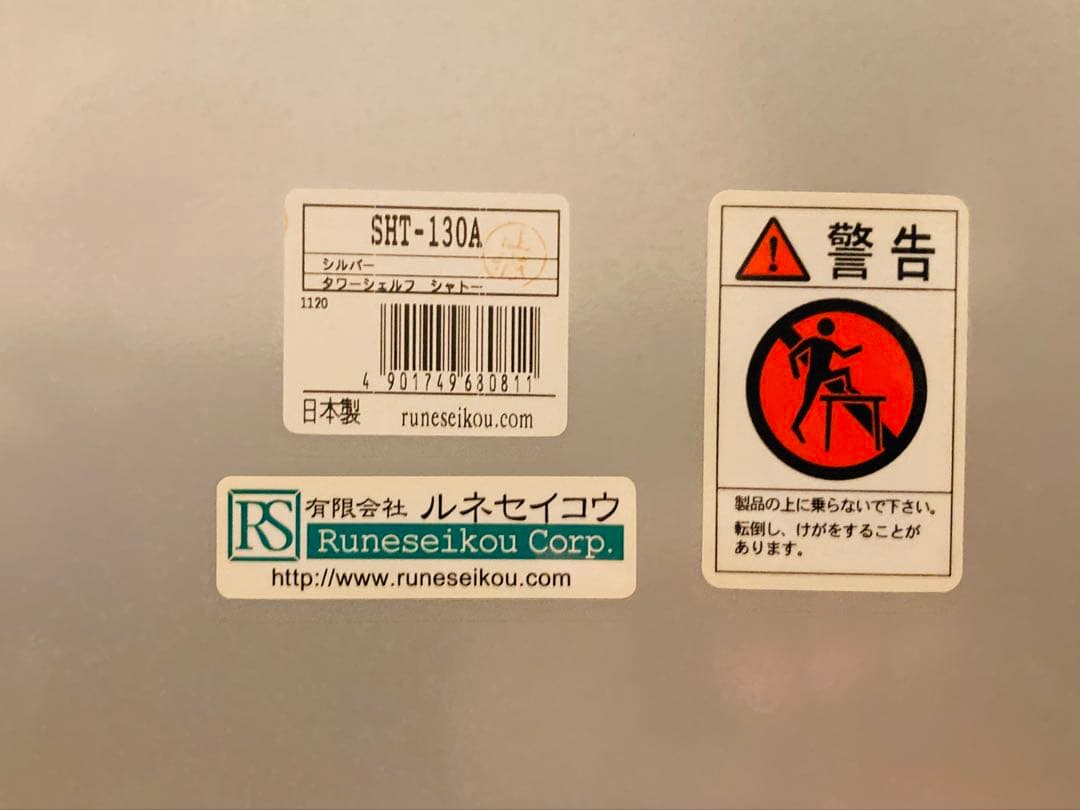 SHT-130A
シルバー
タワーシェルフ シャトー
1120
4 901749 680811
日本製 runeseikou.com
RS 有限会社 ルネセイコウ
Runeseikou Corp.
http://www.runeseikou.com
警告
製品の上に乗らないで下さい。
転倒し、けがをすることが
あります。